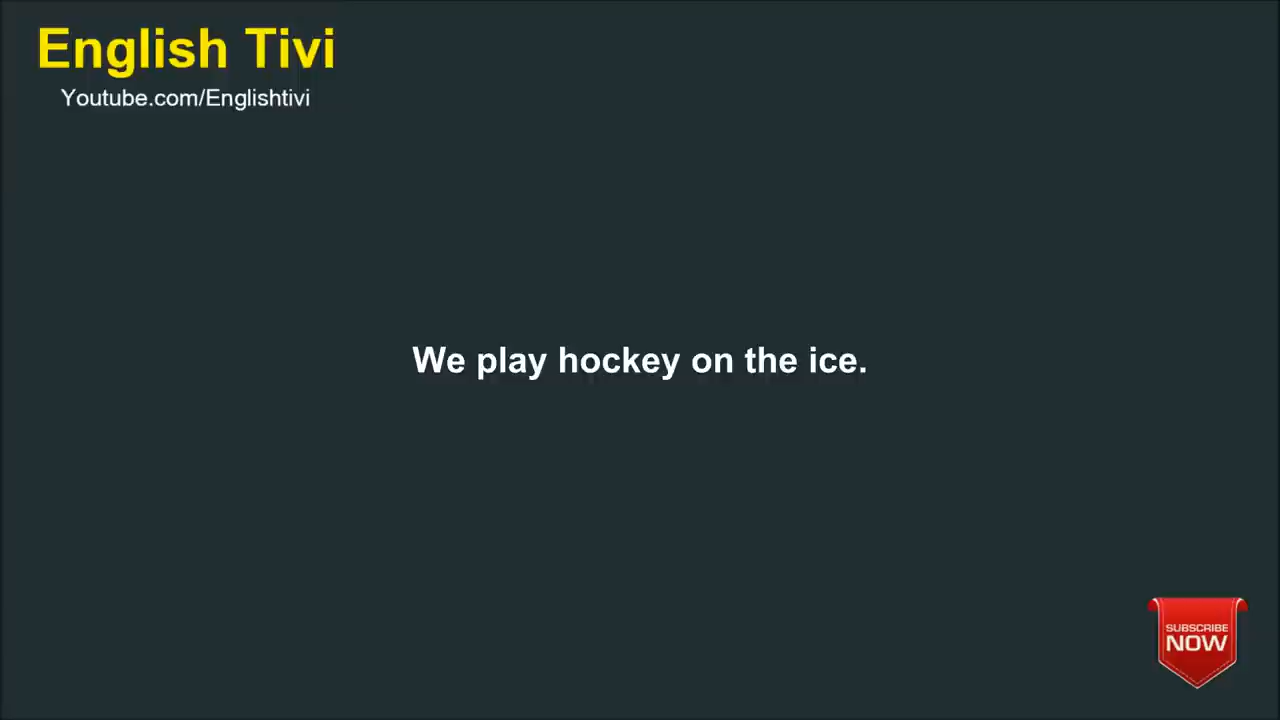 English Tivi
Youtube.com/Englishtivi
We play hockey on the ice.
SUBSCRIBE
NOW